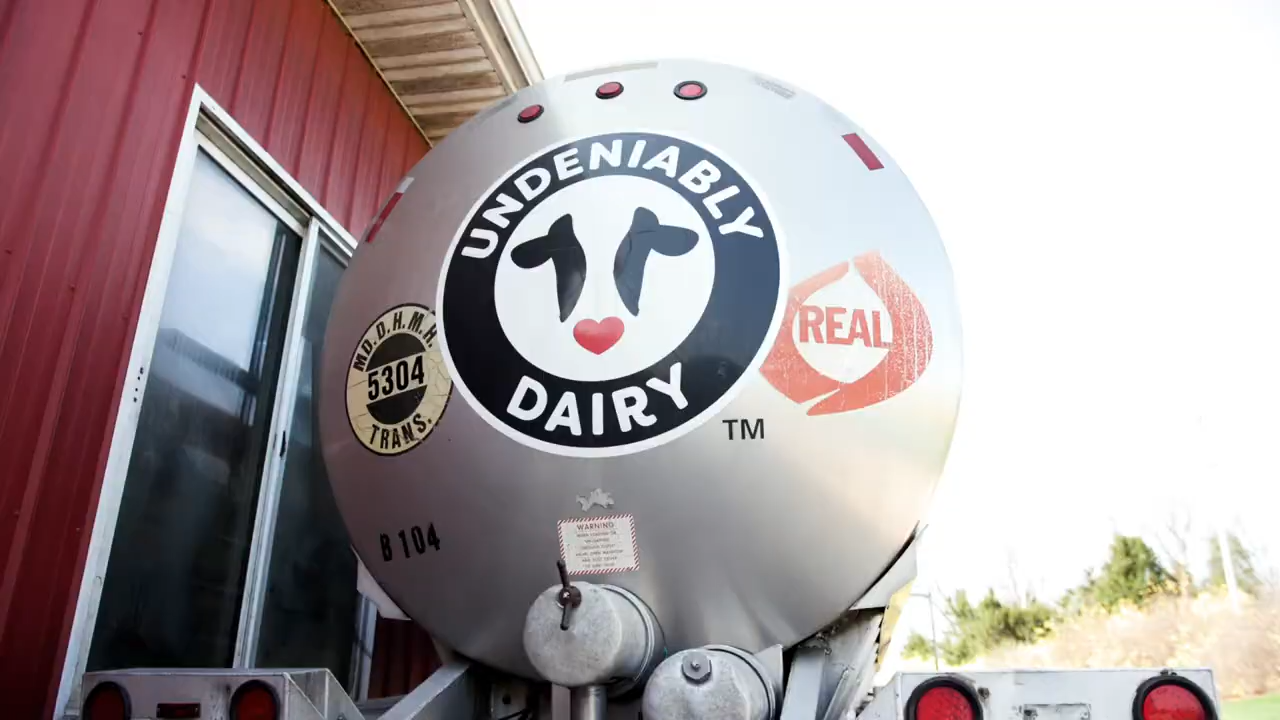 UNDENIABLY
DAIRY
TM
MD. D. H. M. H.
5304
TRANS.
REAL
B 104
WARNING